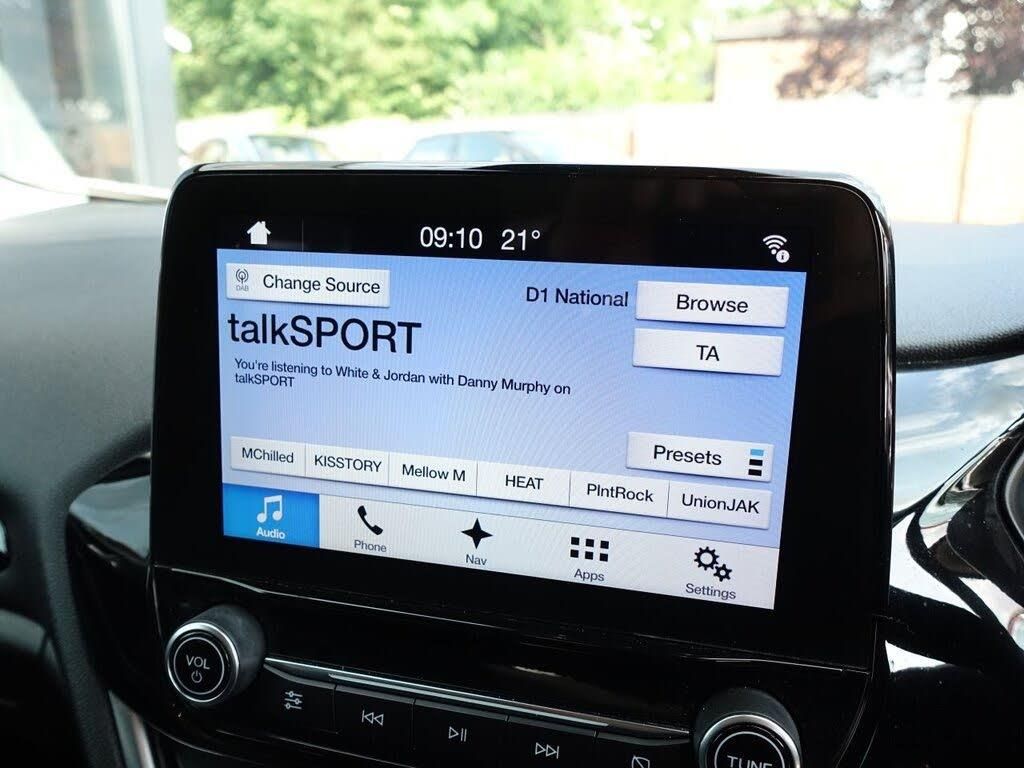 09:10 21°
DAB Change Source
D1 National
Browse
talkSPORT
TA
You're listening to White & Jordan with Danny Murphy on
talkSPORT
Presets
MChilled KISSTORY Mellow M HEAT PlntRock UnionJAK
Audio Phone Nav Apps Settings
VOL
TUNE